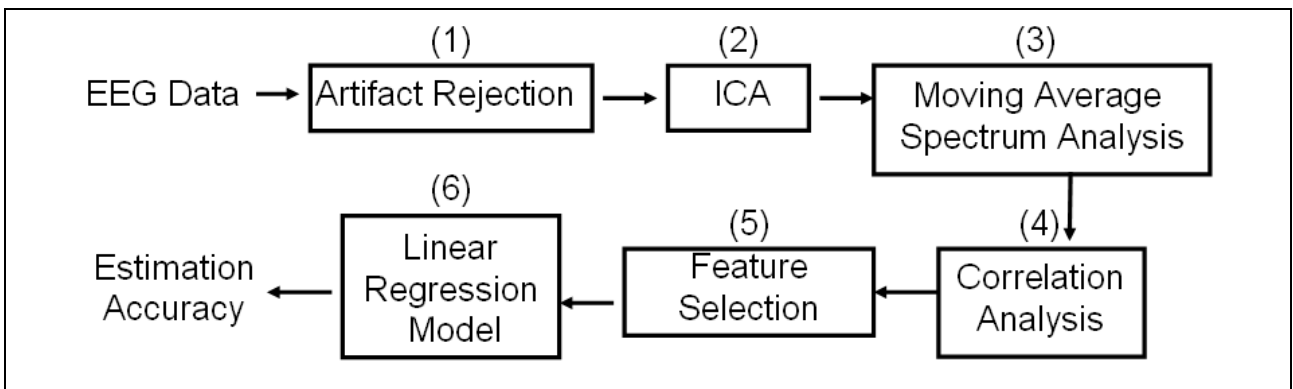 (1)
(2)
(3)
EEG Data
Artifact Rejection
ICA
Moving Average
Spectrum Analysis
(4)
Correlation
Analysis
(5)
Feature
Selection
(6)
Linear
Regression
Model
Estimation
Accuracy